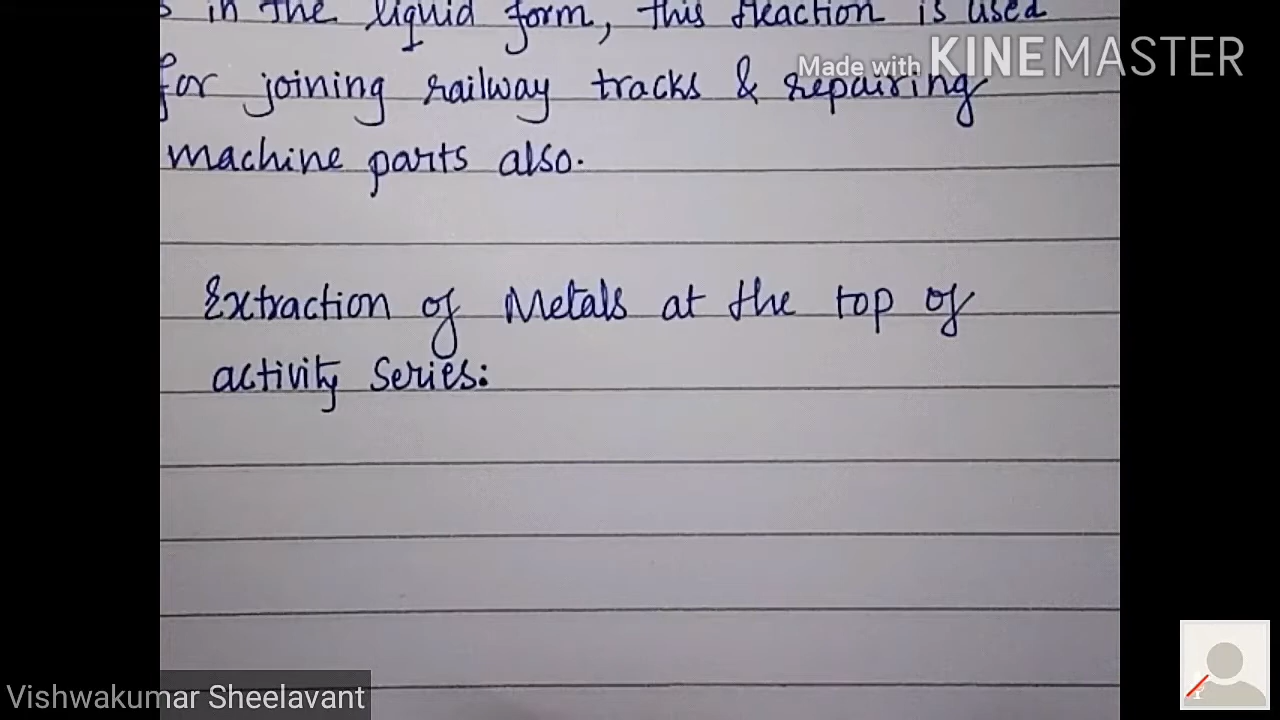 in the liquid form, this reaction is used
Made with KINEMASTER
for joining railway tracks & repairing
machine parts also.
Extraction of Metals at the top of
activity series:
Vishwakumar Sheelavant